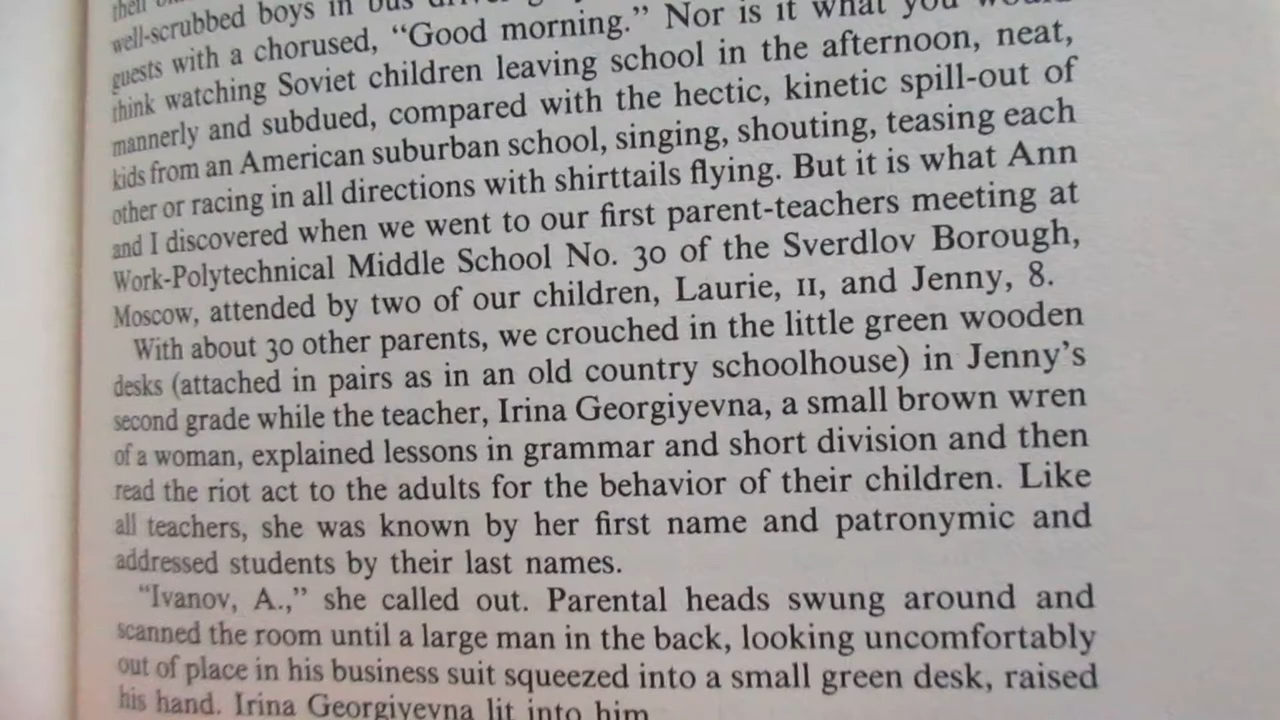 well-scrubbed boys in bus
guests with a chorused, “Good morning.” Nor is it what you would
think watching Soviet children leaving school in the afternoon, neat,
mannerly and subdued, compared with the hectic, kinetic spill-out of
kids from an American suburban school, singing, shouting, teasing each
other or racing in all directions with shirttails flying. But it is what Ann
and I discovered when we went to our first parent-teachers meeting at
Work-Polytechnical Middle School No. 30 of the Sverdlov Borough,
Moscow, attended by two of our children, Laurie, 11, and Jenny, 8.
With about 30 other parents, we crouched in the little green wooden
desks (attached in pairs as in an old country schoolhouse) in Jenny’s
second grade while the teacher, Irina Georgiyevna, a small brown wren
of a woman, explained lessons in grammar and short division and then
read the riot act to the adults for the behavior of their children. Like
all teachers, she was known by her first name and patronymic and
addressed students by their last names.
“Ivanov, A.,” she called out. Parental heads swung around and
scanned the room until a large man in the back, looking uncomfortably
out of place in his business suit squeezed into a small green desk, raised
his hand. Irina Georgiyevna lit into him.